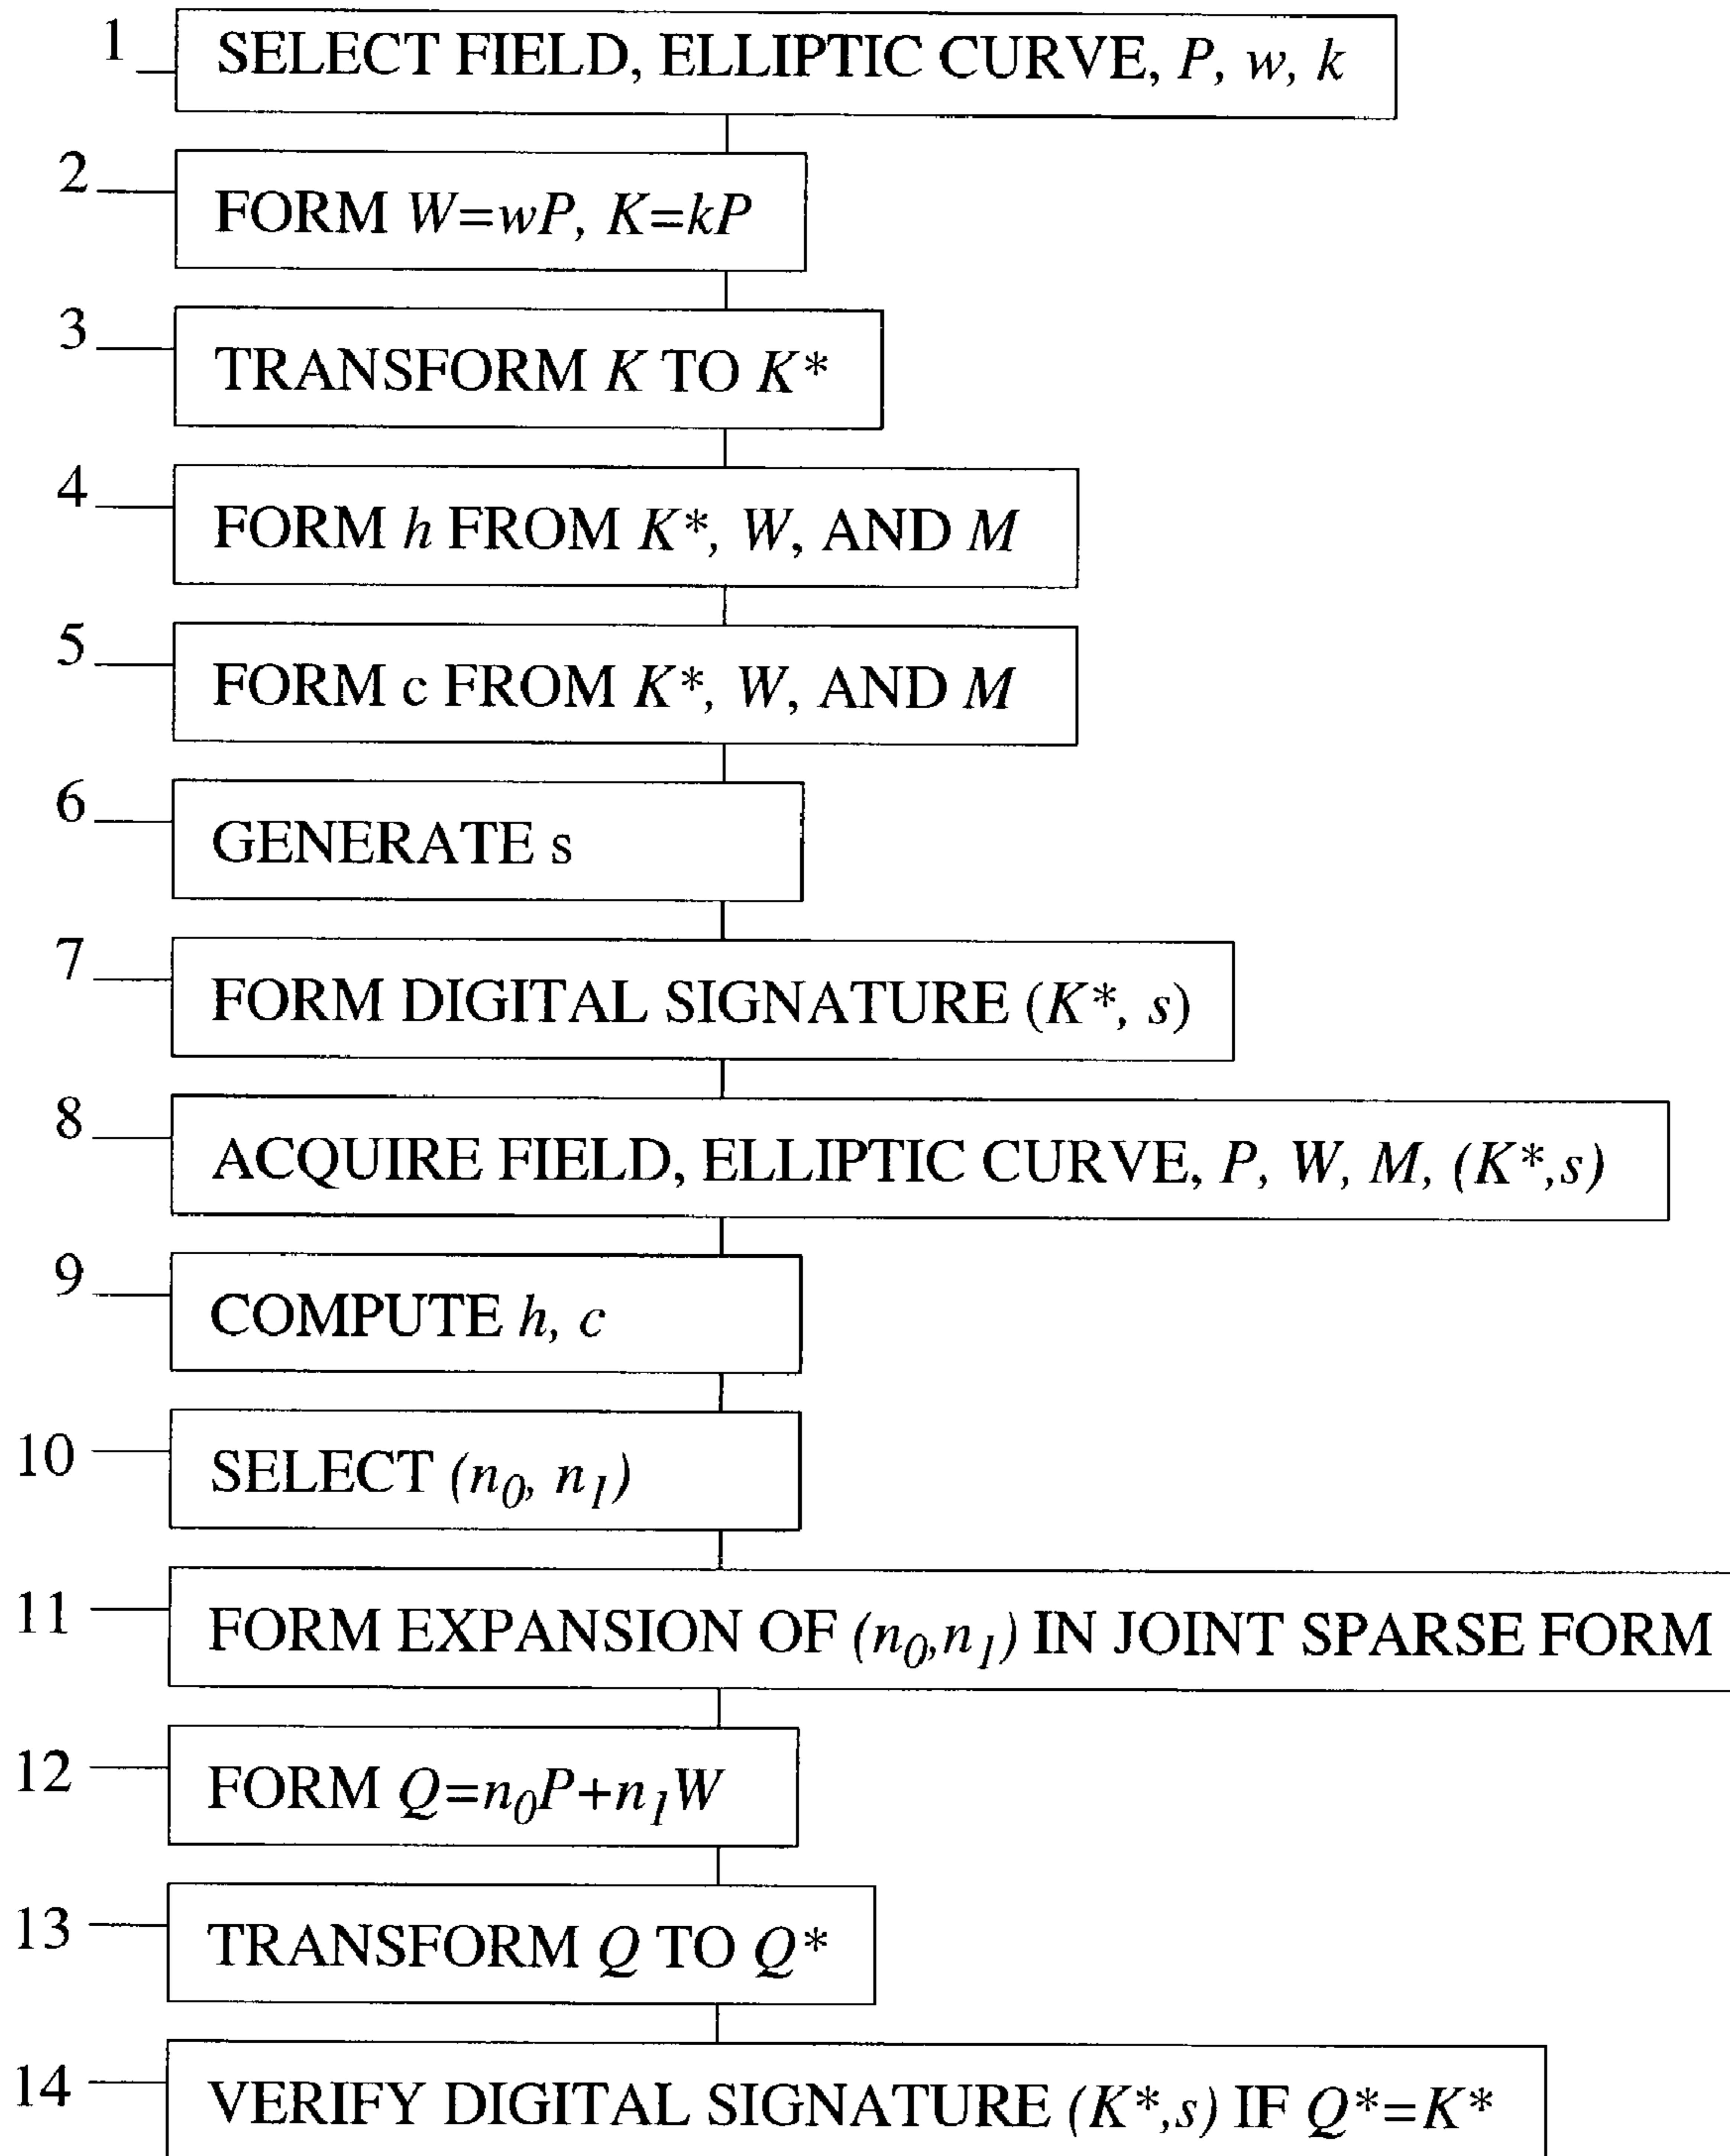 1 SELECT FIELD, ELLIPTIC CURVE, P, w, k
2 FORM W=wP, K=kP
3 TRANSFORM K TO K*
4 FORM h FROM K*, W, AND M
5 FORM c FROM K*, W, AND M
6 GENERATE s
7 FORM DIGITAL SIGNATURE (K*, s)
8 ACQUIRE FIELD, ELLIPTIC CURVE, P, W, M, (K*,s)
9 COMPUTE h, c
10 SELECT (n0, n1)
11 FORM EXPANSION OF (n0,n1) IN JOINT SPARSE FORM
12 FORM Q=n0P+n1W
13 TRANSFORM Q TO Q*
14 VERIFY DIGITAL SIGNATURE (K*,s) IF Q*=K*